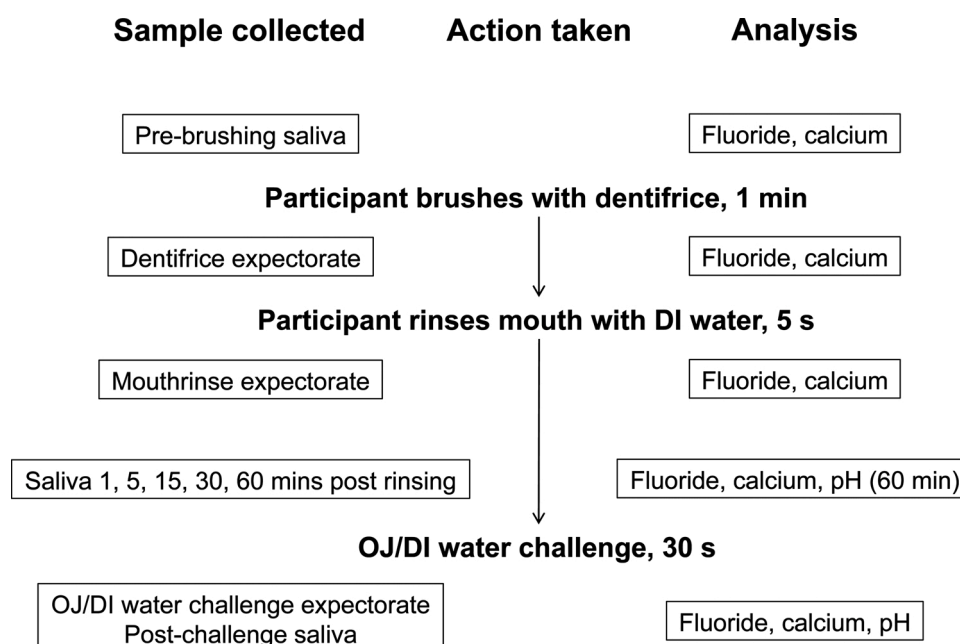 Sample collected Action taken Analysis
Pre-brushing saliva Fluoride, calcium
Participant brushes with dentifrice, 1 min
Dentifrice expectorate Fluoride, calcium
Participant rinses mouth with DI water, 5 s
Mouthrinse expectorate Fluoride, calcium
Saliva 1, 5, 15, 30, 60 mins post rinsing Fluoride, calcium, pH (60 min)
OJ/DI water challenge, 30 s
OJ/DI water challenge expectorate
Post-challenge saliva
Fluoride, calcium, pH